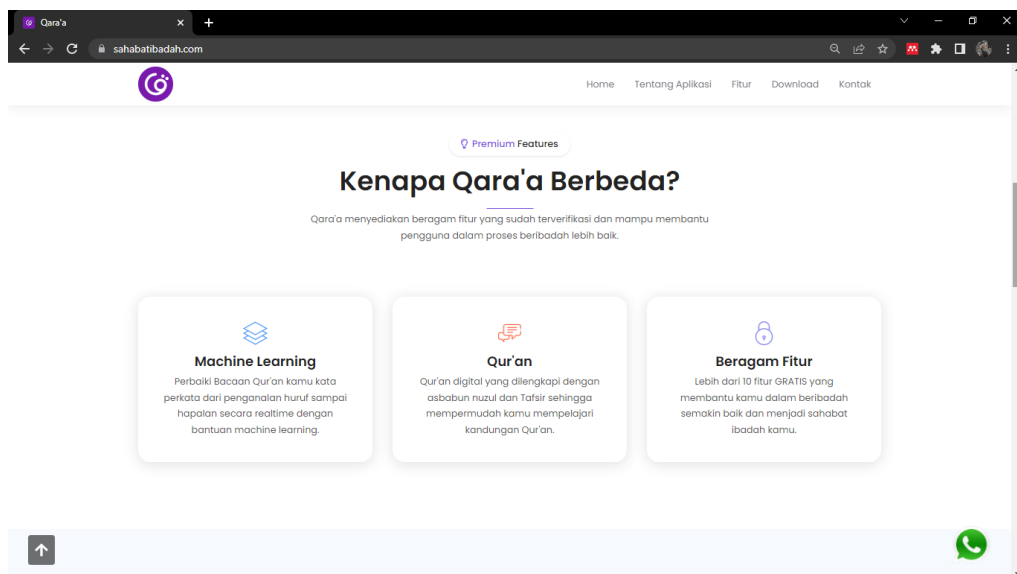 Qara'a
sahabatibadah.com
Home Tentang Aplikasi Fitur Download Kontak
Premium Features
Kenapa Qara'a Berbeda?
Qara'a menyediakan beragam fitur yang sudah terverifikasi dan mampu membantu
pengguna dalam proses beribadah lebih baik.
Machine Learning
Perbaiki Bacaan Qur'an kamu kata
perkata dari penganalan huruf sampai
hapalan secara realtime dengan
bantuan machine learning.
Qur'an
Qur'an digital yang dilengkapi dengan
asbabun nuzul dan Tafsir sehingga
mempermudah kamu mempelajari
kandungan Qur'an.
Beragam Fitur
Lebih dari 10 fitur GRATIS yang
membantu kamu dalam beribadah
semakin baik dan menjadi sahabat
ibadah kamu.